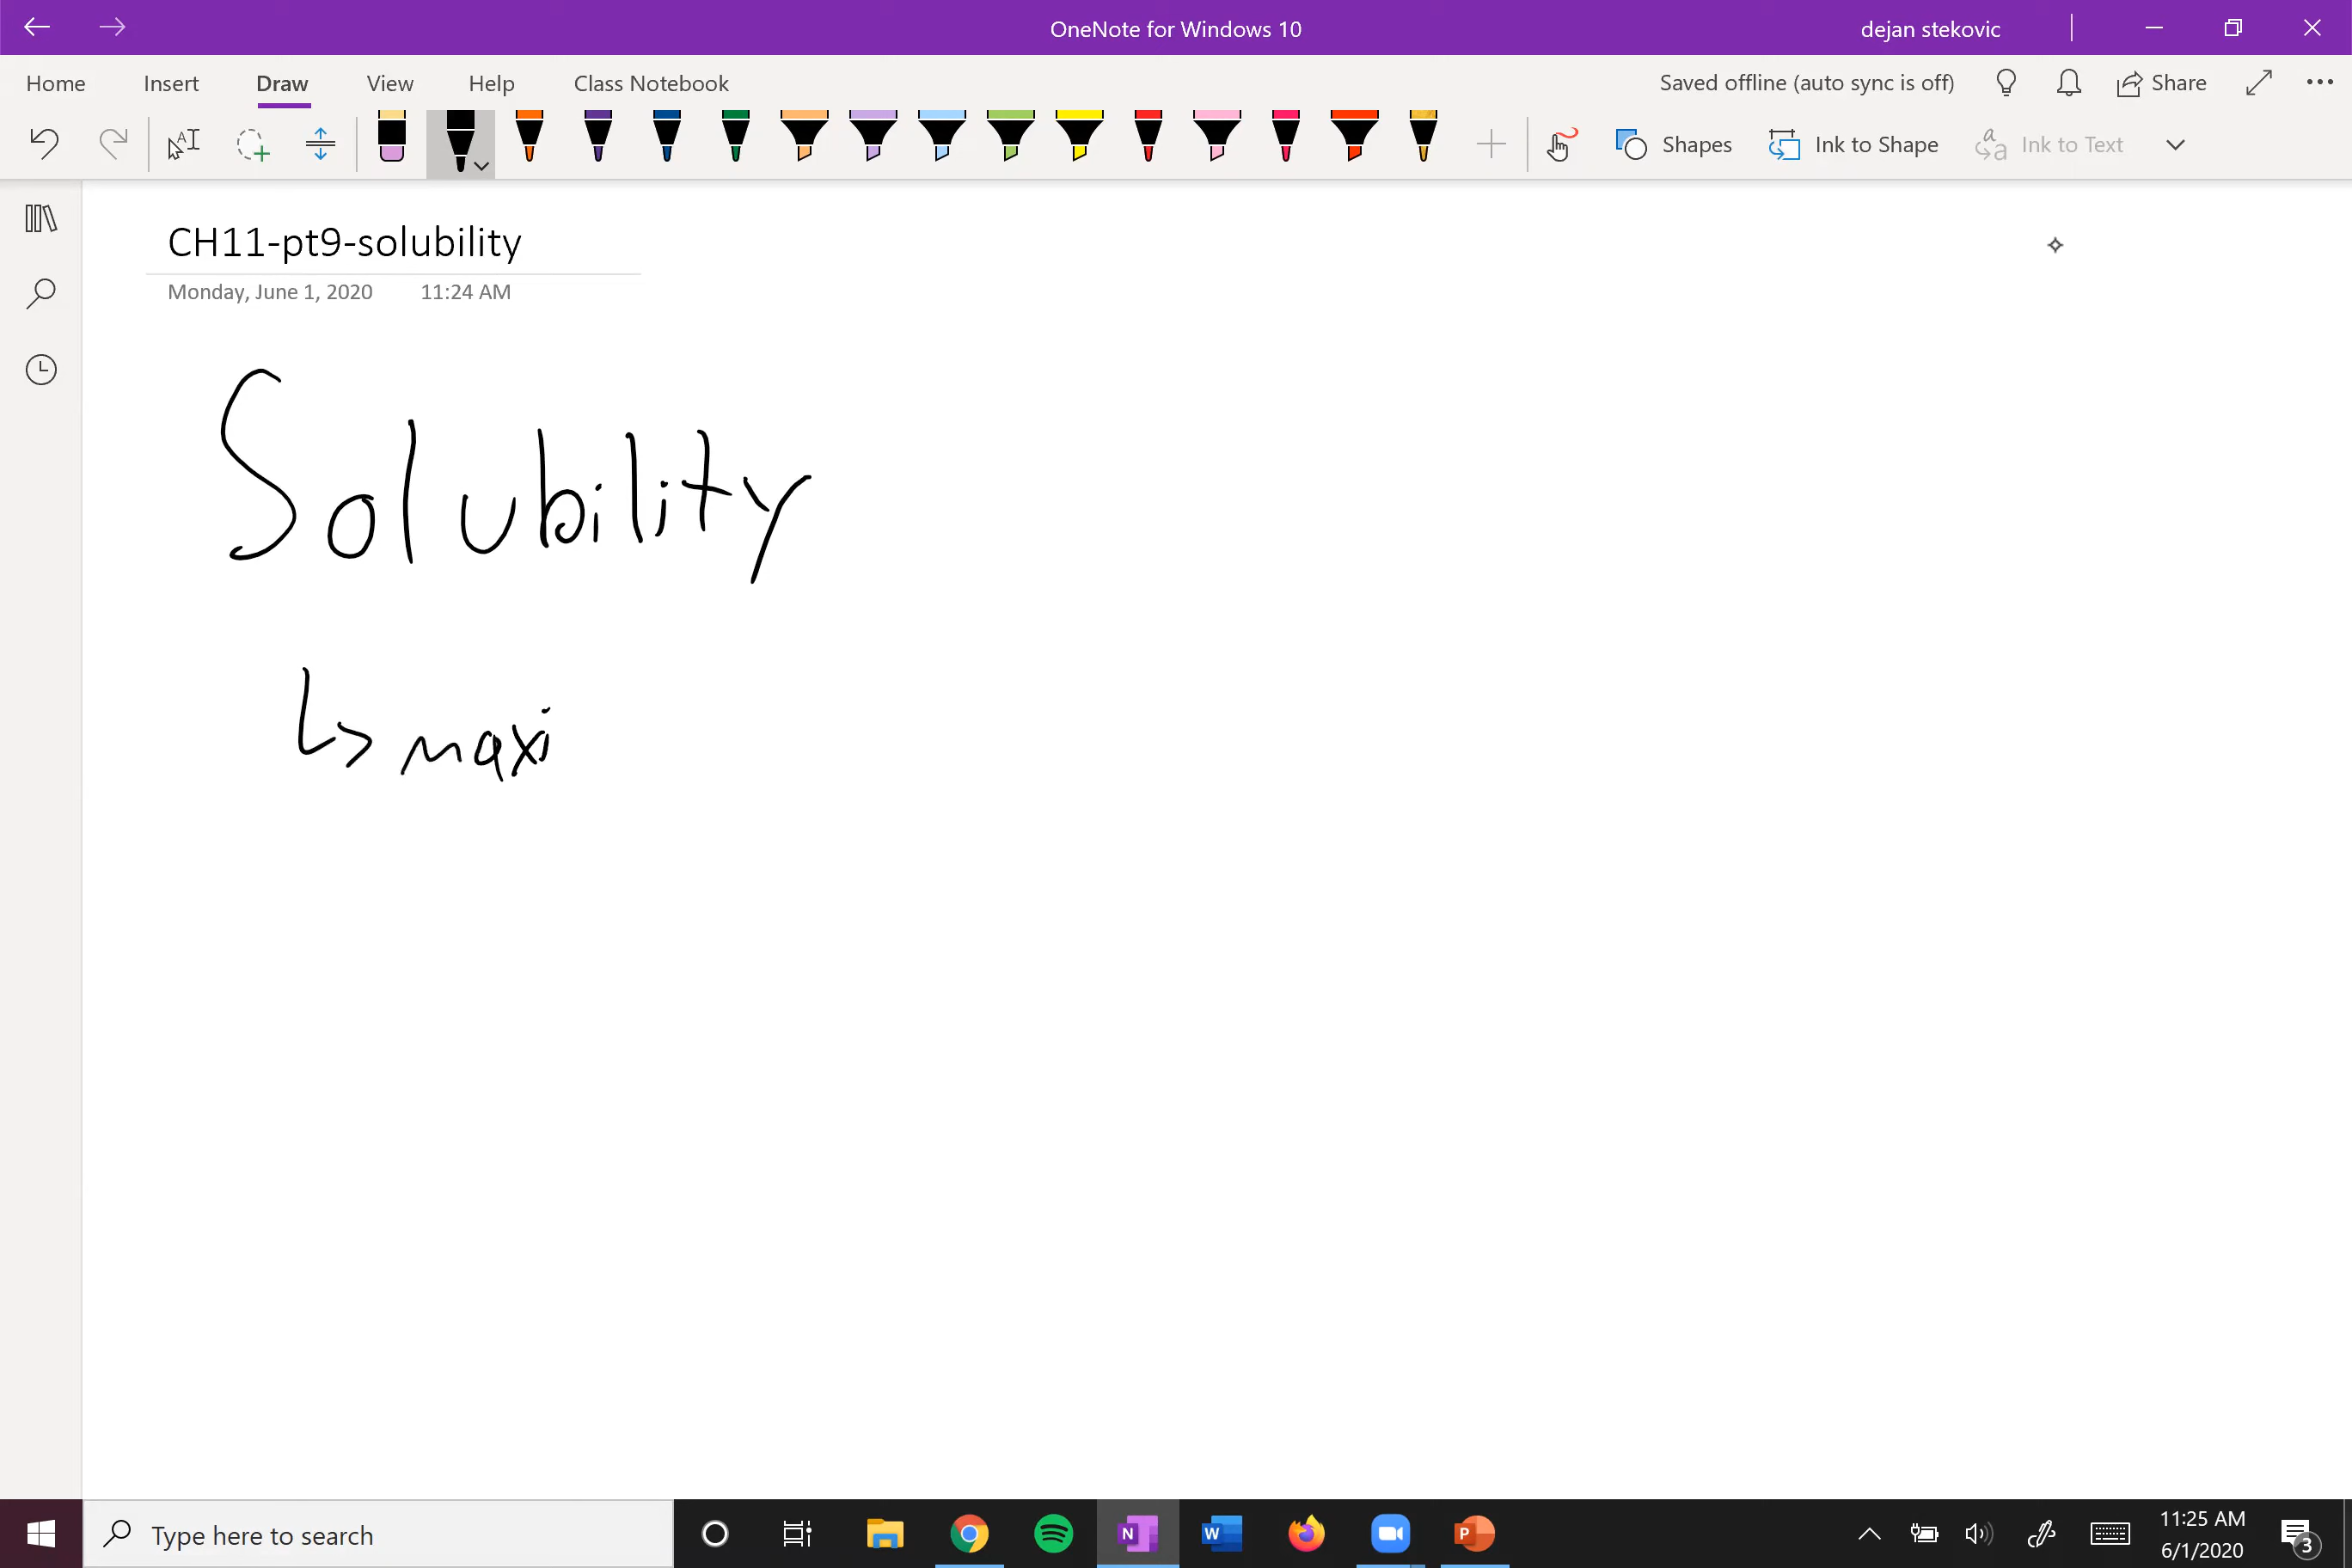 OneNote for Windows 10
dejan stekovic
Home Insert Draw View Help Class Notebook
Saved offline (auto sync is off) Share
Shapes Ink to Shape Ink to Text
CH11-pt9-solubility
Monday, June 1, 2020 11:24 AM
Solubility
↳ maxi
Type here to search
11:25 AM
6/1/2020
3